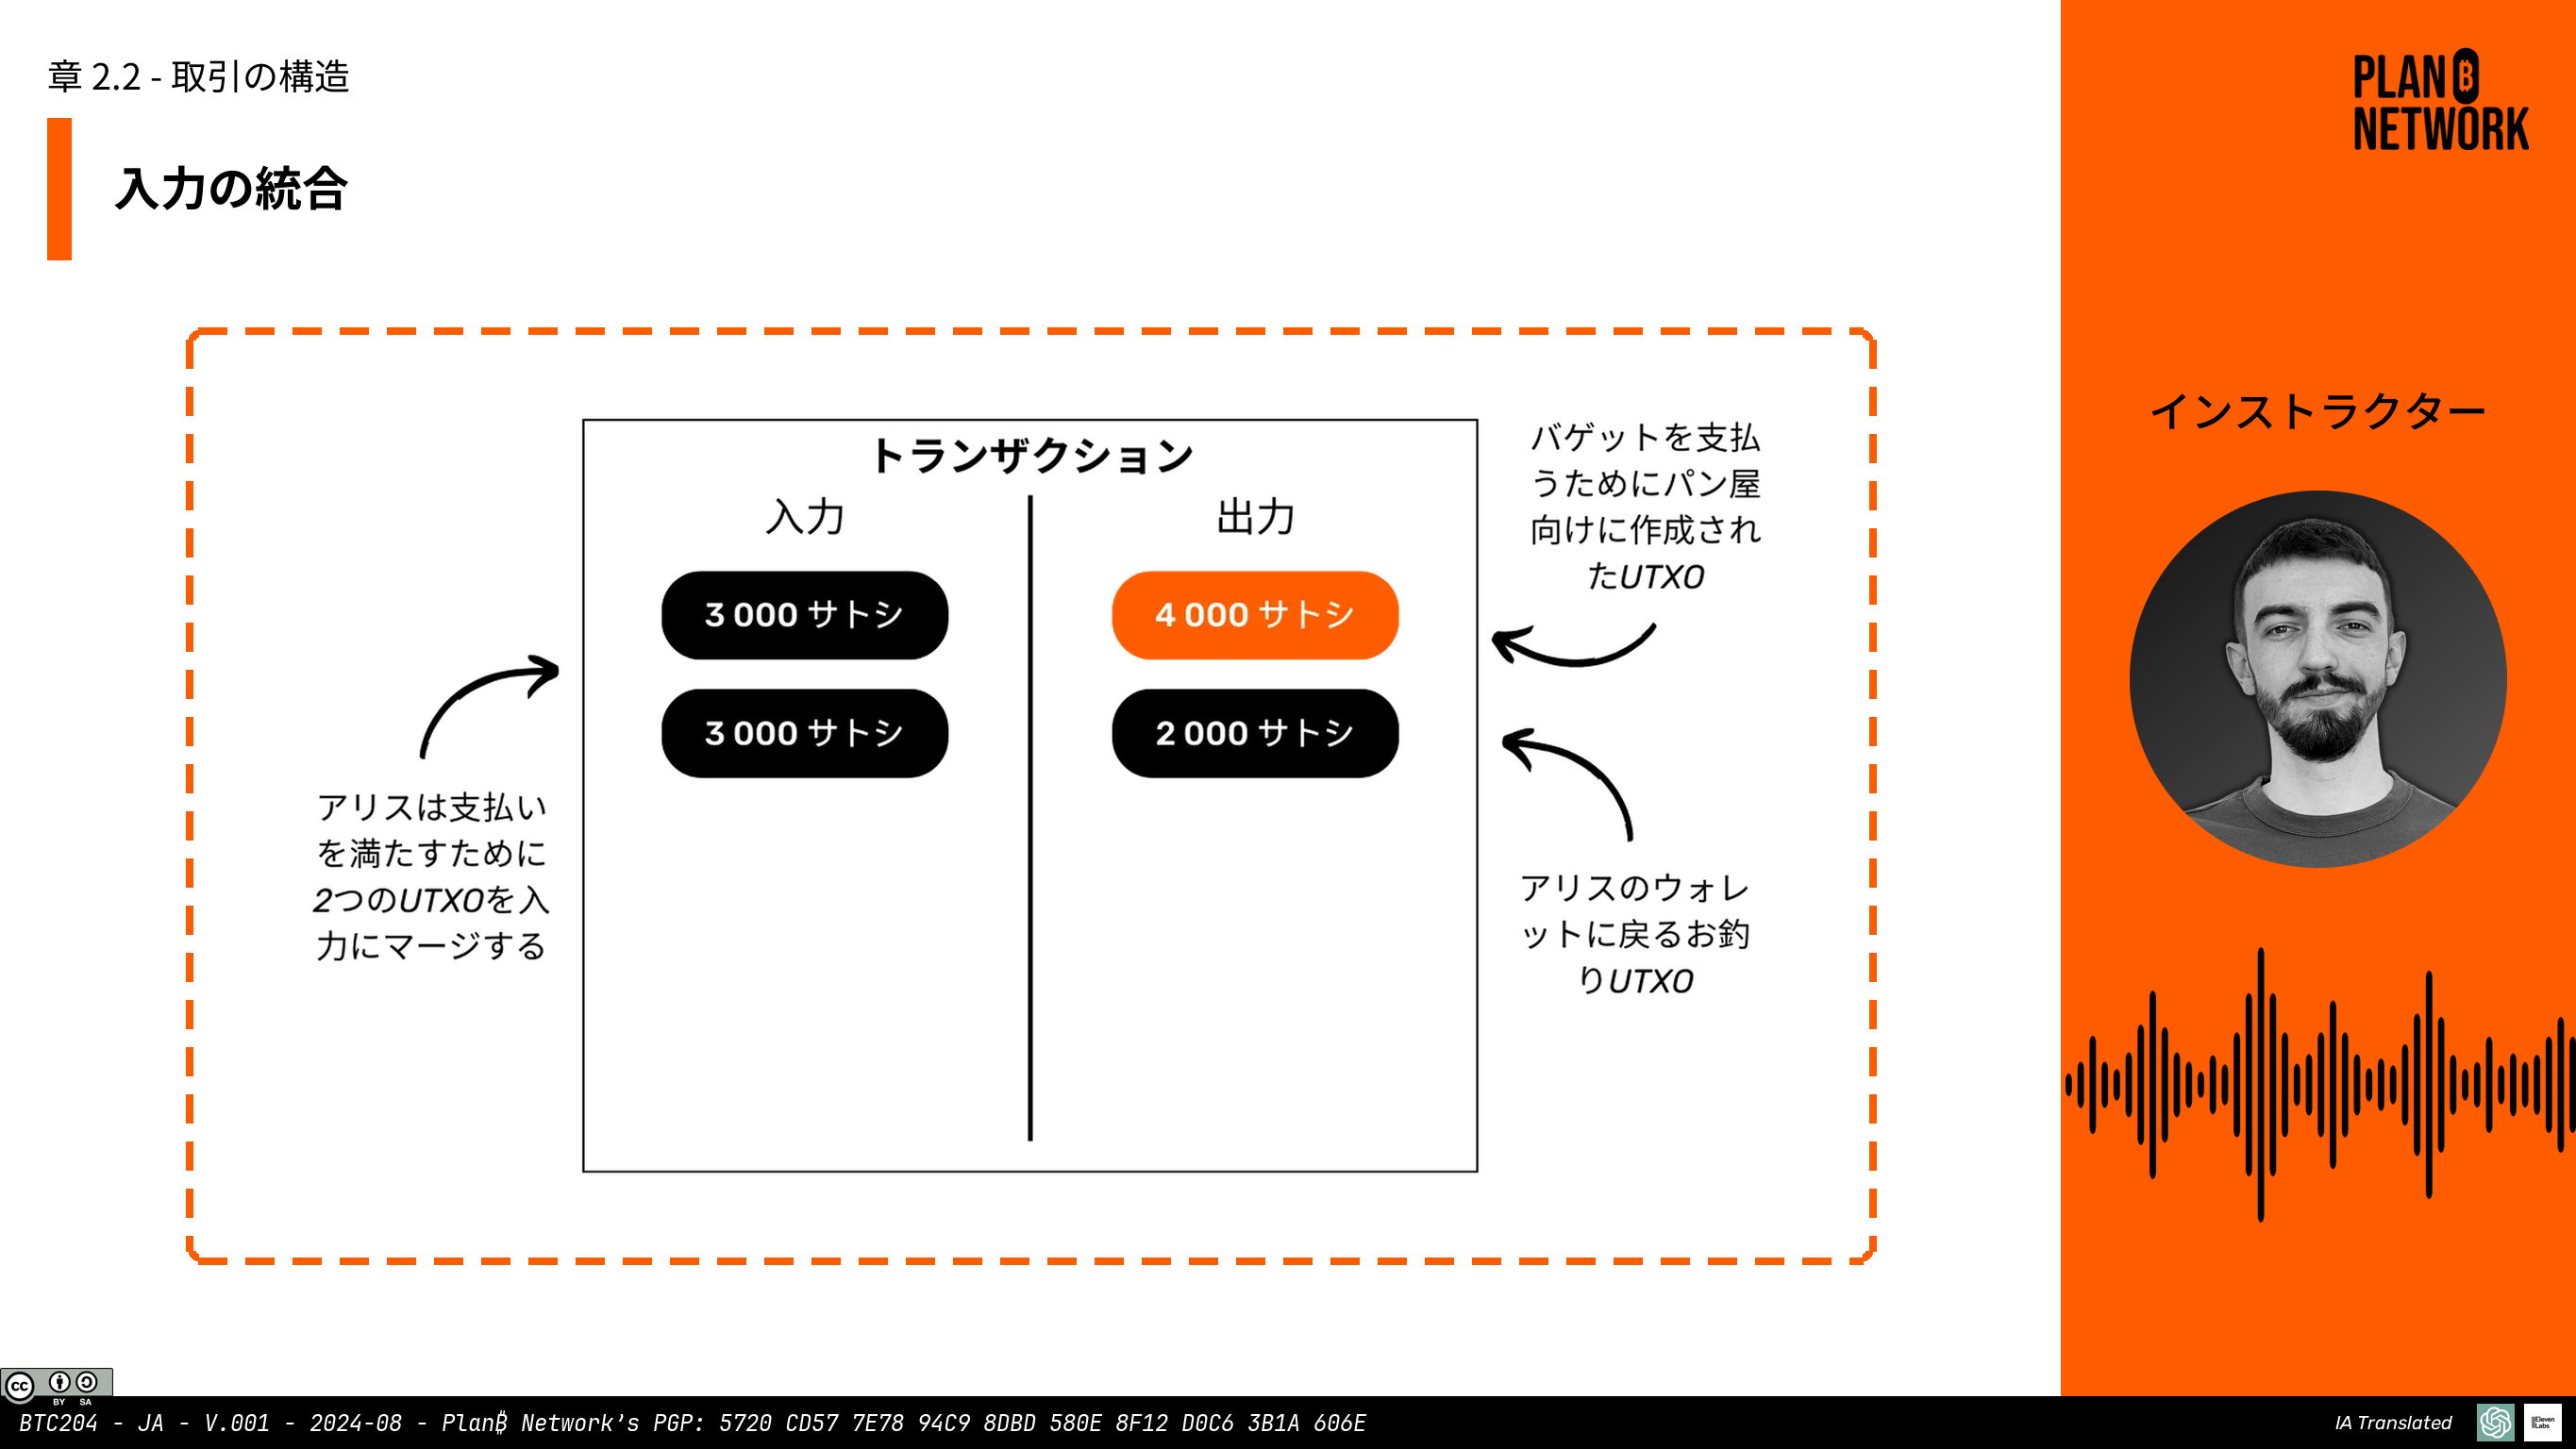 章 2.2 - 取引の構造
入力の統合
PLAN ₿
NETWORK
インストラクター
トランザクション
入力
出力
3 000 サトシ
4 000 サトシ
3 000 サトシ
2 000 サトシ
バゲットを支払
うためにパン屋
向けに作成され
たUTXO
アリスは支払い
を満たすために
2つのUTXOを入
力にマージする
アリスのウォレ
ットに戻るお釣
りUTXO
cc BY SA
BTC204 - JA - V.001 - 2024-08 - Plan₿ Network's PGP: 5720 CD57 7E78 94C9 8DBD 580E 8F12 D0C6 3B1A 606E
IA Translated
IIElevenLabs